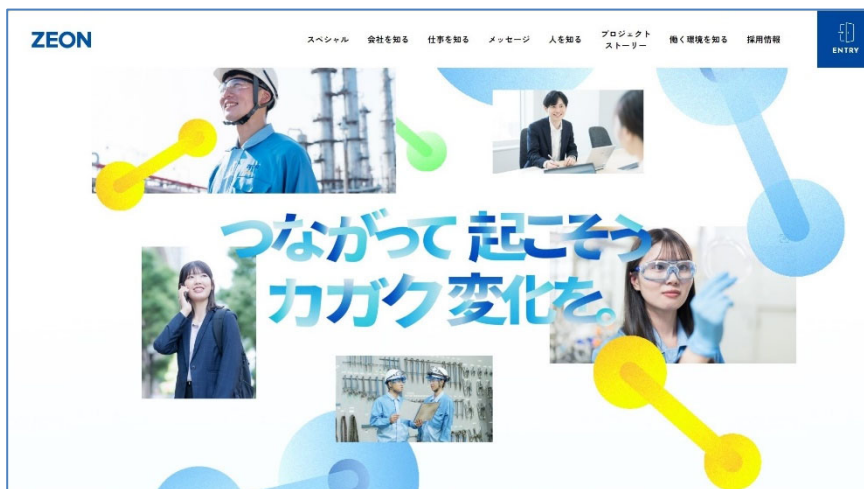 ZEON
スペシャル
会社を知る
仕事を知る
メッセージ
人を知る
プロジェクト
ストーリー
働く環境を知る
採用情報
ENTRY
つながって 起こそう
カガク 変化を。